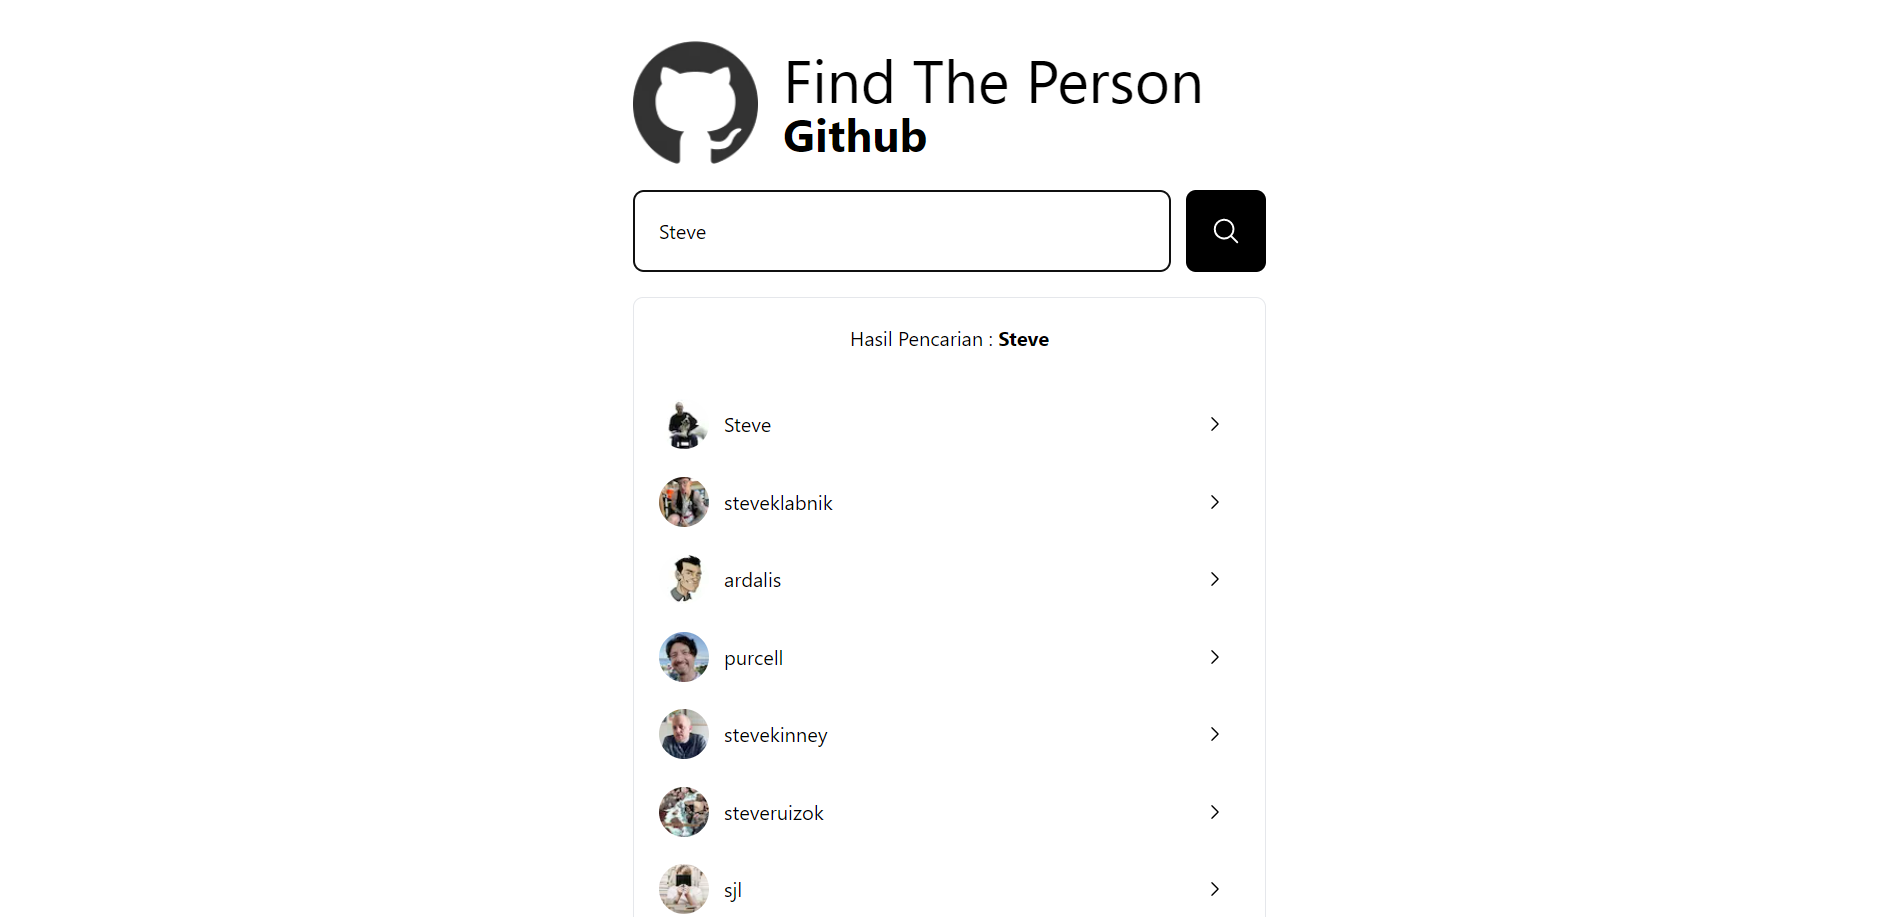 Find The Person
Github
Steve
Hasil Pencarian : Steve
Steve
steveklabnik
ardalis
purcell
stevekinney
steveruizok
sjl